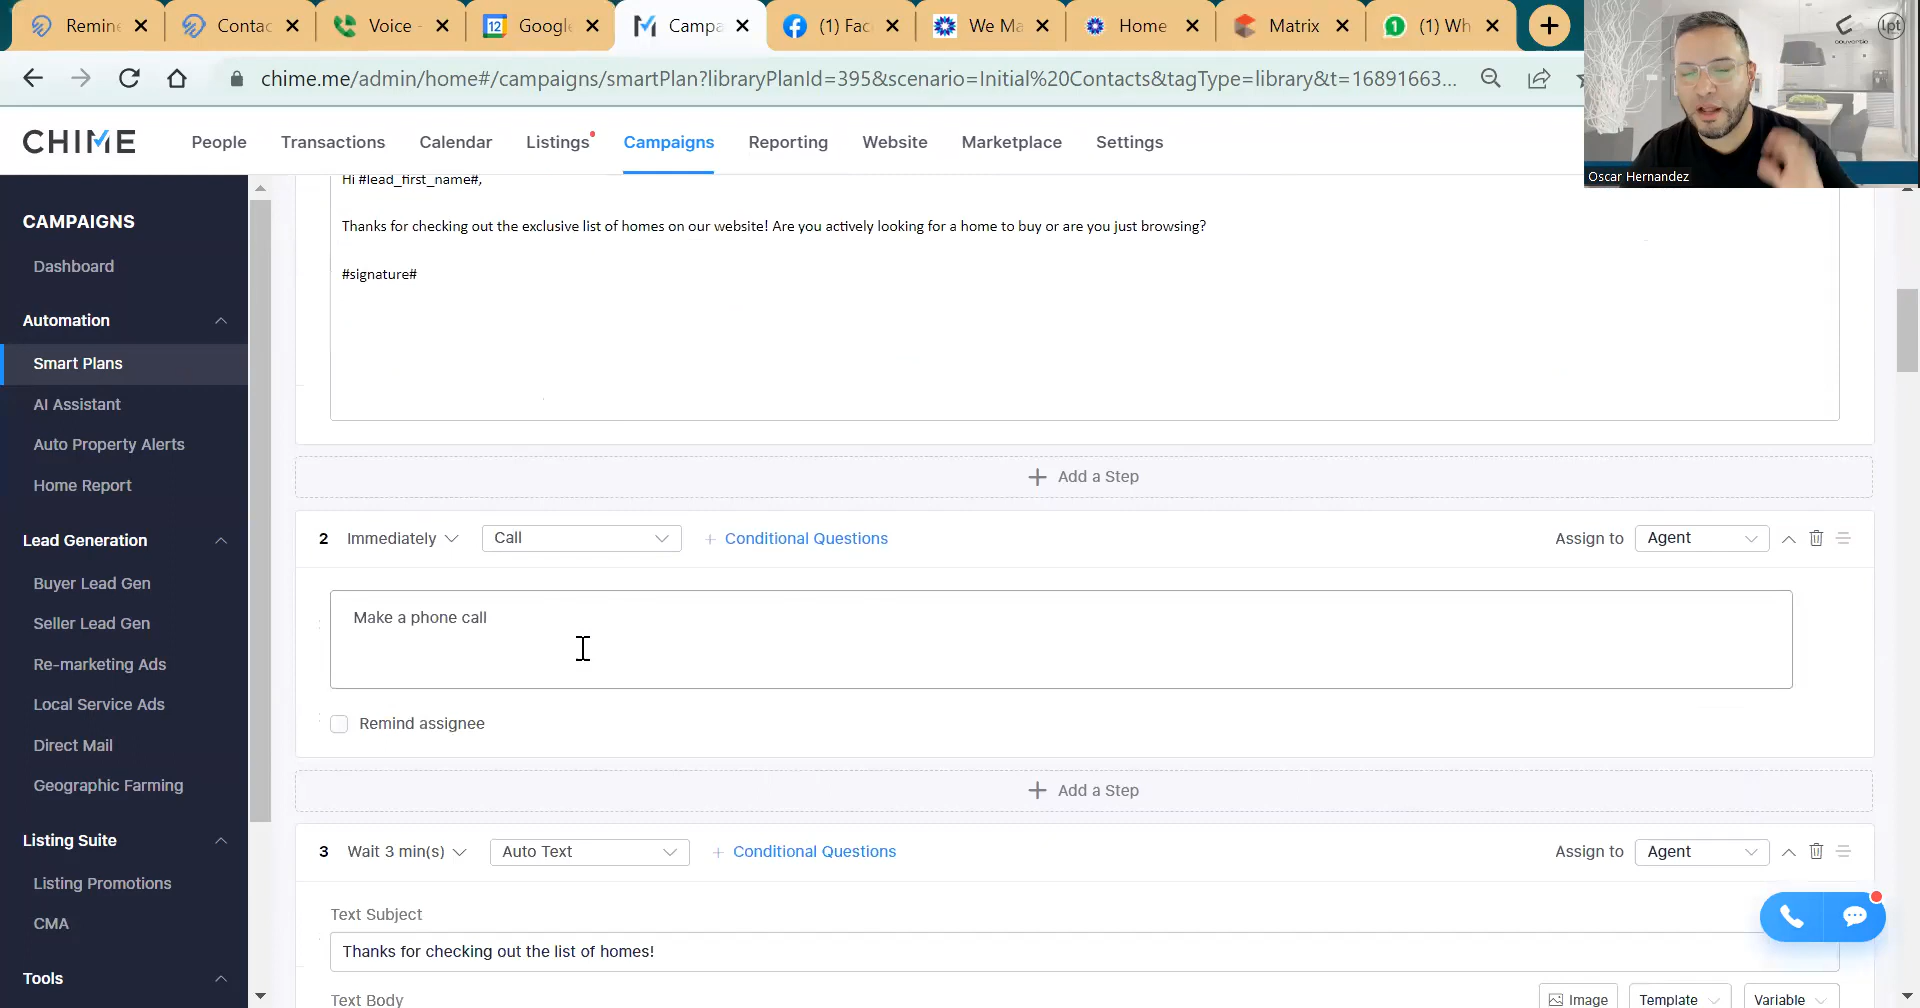 Remine
Contac
Voice -
12
Google
Campa
(1) Fac
We Ma
Home
Matrix
1
(1) Wh
chime.me/admin/home#/campaigns/smartPlan?libraryPlanId=395&scenario=Initial%20Contacts&tagType=library&t=16891663...
lpt
Oscar Hernandez
CHIME
People
Transactions
Calendar
Listings
Campaigns
Reporting
Website
Marketplace
Settings
CAMPAIGNS
Dashboard
Automation
Smart Plans
AI Assistant
Auto Property Alerts
Home Report
Lead Generation
Buyer Lead Gen
Seller Lead Gen
Re-marketing Ads
Local Service Ads
Direct Mail
Geographic Farming
Listing Suite
Listing Promotions
CMA
Tools
Hi #lead_first_name#,
Thanks for checking out the exclusive list of homes on our website! Are you actively looking for a home to buy or are you just browsing?
#signature#
+ Add a Step
2 Immediately Call + Conditional Questions Assign to Agent
Make a phone call
Remind assignee
+ Add a Step
3 Wait 3 min(s) Auto Text + Conditional Questions Assign to Agent
Text Subject
Thanks for checking out the list of homes!
Text Body
Image
Template
Variable